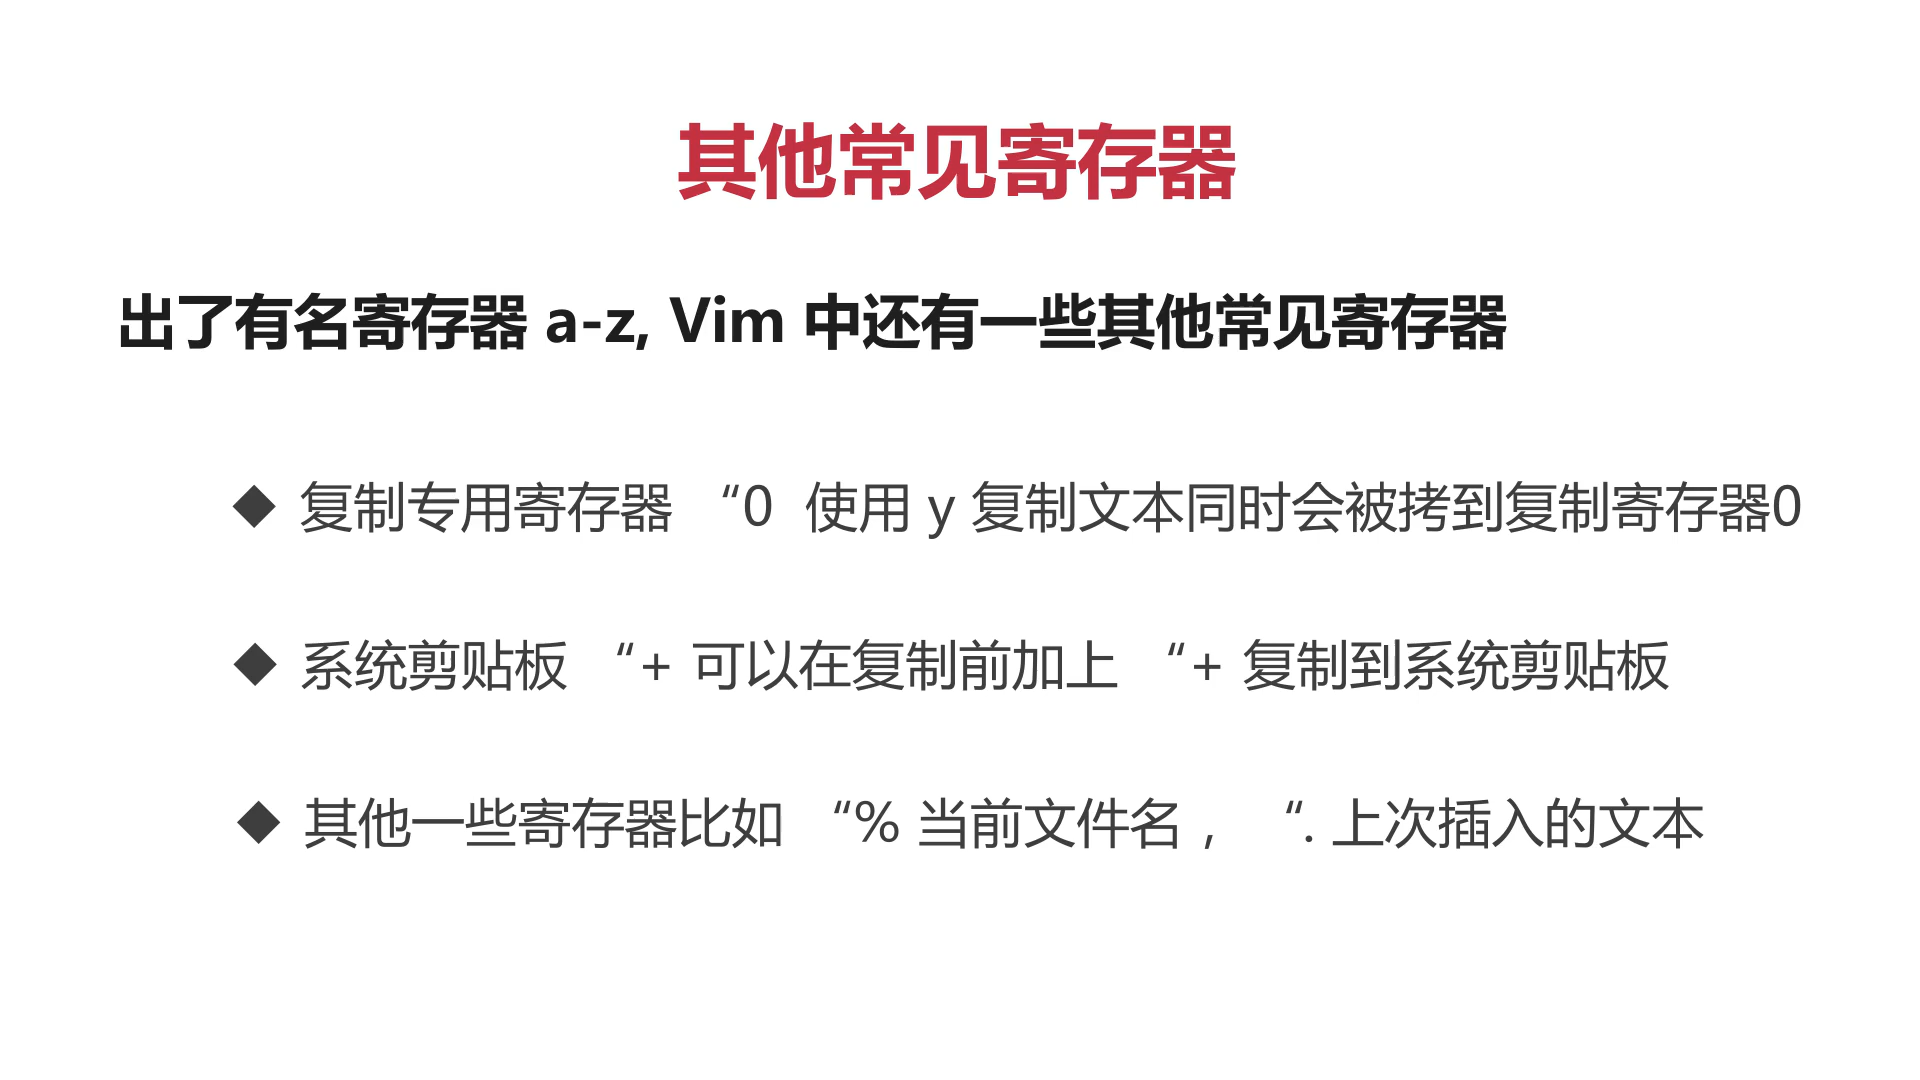 其他常见寄存器
出了有名寄存器 a-z, Vim 中还有一些其他常见寄存器
◆ 复制专用寄存器 “0 使用 y 复制文本同时会被拷到复制寄存器0
◆ 系统剪贴板 “+ 可以在复制前加上 “+ 复制到系统剪贴板
◆ 其他一些寄存器比如 “% 当前文件名， “. 上次插入的文本